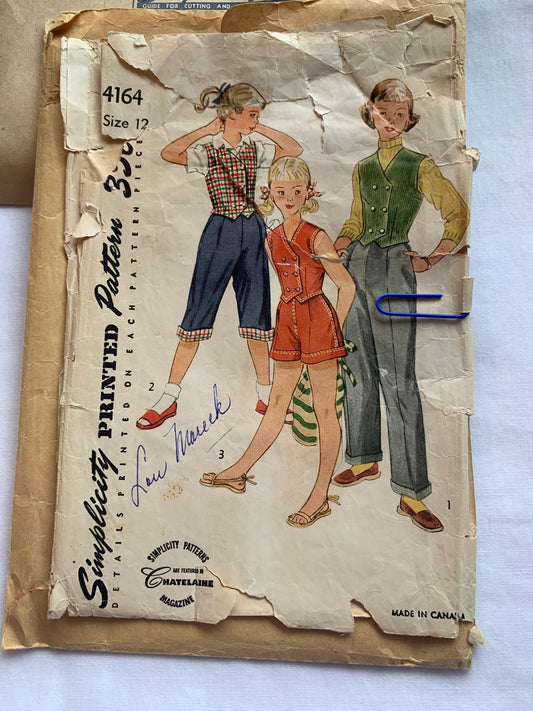 GUIDE FOR CUTTING AND
4164
Size 12
Simplicity PRINTED Pattern 35¢
DETAILS PRINTED ON EACH PATTERN PIECE
2
3
1
Lou Mareck
SIMPLICITY PATTERNS
ARE FEATURED IN
CHATELAINE
MAGAZINE
MADE IN CANADA